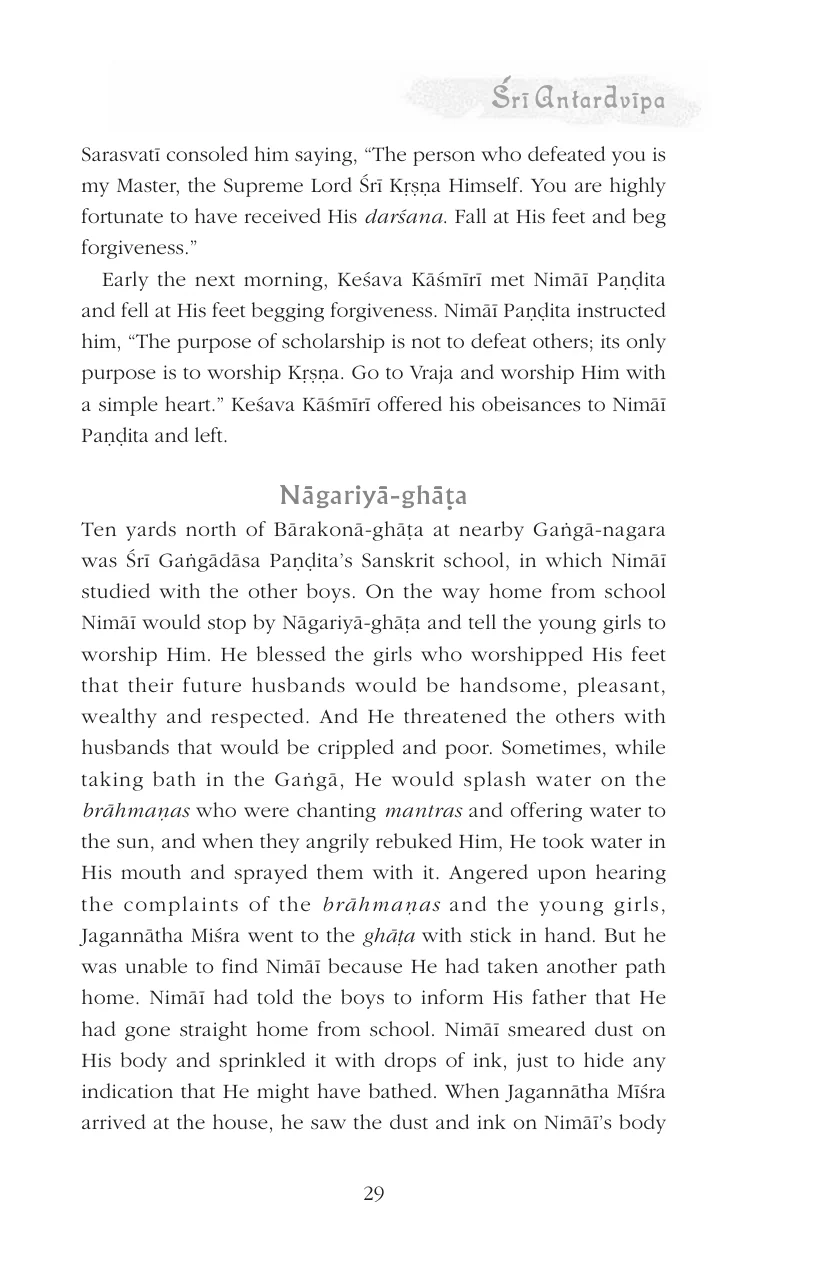 Śrī Antardvīpa
Sarasvatī consoled him saying, “The person who defeated you is
my Master, the Supreme Lord Śrī Kṛṣṇa Himself. You are highly
fortunate to have received His darśana. Fall at His feet and beg
forgiveness.”
Early the next morning, Keśava Kāśmīrī met Nimāī Paṇḍita
and fell at His feet begging forgiveness. Nimāī Paṇḍita instructed
him, “The purpose of scholarship is not to defeat others; its only
purpose is to worship Kṛṣṇa. Go to Vraja and worship Him with
a simple heart.” Keśava Kāśmīrī offered his obeisances to Nimāī
Paṇḍita and left.
Nāgariyā-ghāṭa
Ten yards north of Bārakonā-ghāṭa at nearby Gaṅgā-nagara
was Śrī Gaṅgādāsa Paṇḍita’s Sanskrit school, in which Nimāī
studied with the other boys. On the way home from school
Nimāī would stop by Nāgariyā-ghāṭa and tell the young girls to
worship Him. He blessed the girls who worshipped His feet
that their future husbands would be handsome, pleasant,
wealthy and respected. And He threatened the others with
husbands that would be crippled and poor. Sometimes, while
taking bath in the Gaṅgā, He would splash water on the
brāhmaṇas who were chanting mantras and offering water to
the sun, and when they angrily rebuked Him, He took water in
His mouth and sprayed them with it. Angered upon hearing
the complaints of the brāhmaṇas and the young girls,
Jagannātha Miśra went to the ghāṭa with stick in hand. But he
was unable to find Nimāī because He had taken another path
home. Nimāī had told the boys to inform His father that He
had gone straight home from school. Nimāī smeared dust on
His body and sprinkled it with drops of ink, just to hide any
indication that He might have bathed. When Jagannātha Mīśra
arrived at the house, he saw the dust and ink on Nimāī’s body
29